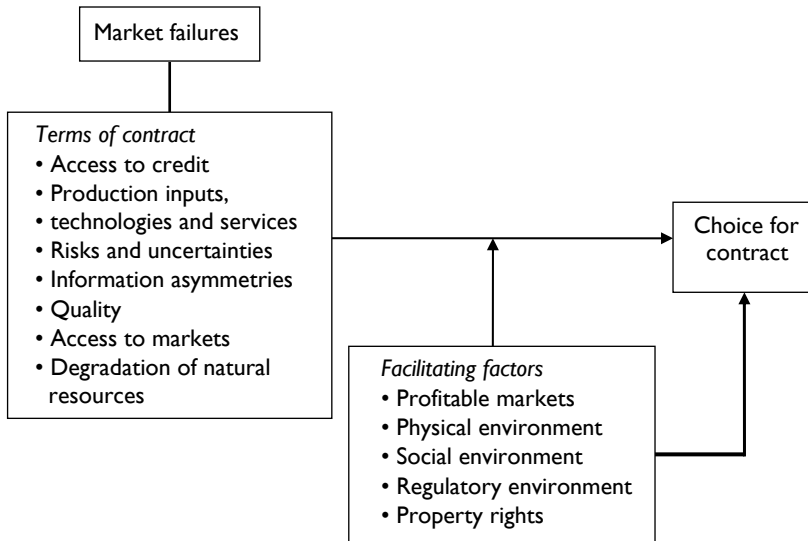 Market failures
Terms of contract
• Access to credit
• Production inputs,
• technologies and services
• Risks and uncertainties
• Information asymmetries
• Quality
• Access to markets
• Degradation of natural
resources
Choice for
contract
Facilitating factors
• Profitable markets
• Physical environment
• Social environment
• Regulatory environment
• Property rights